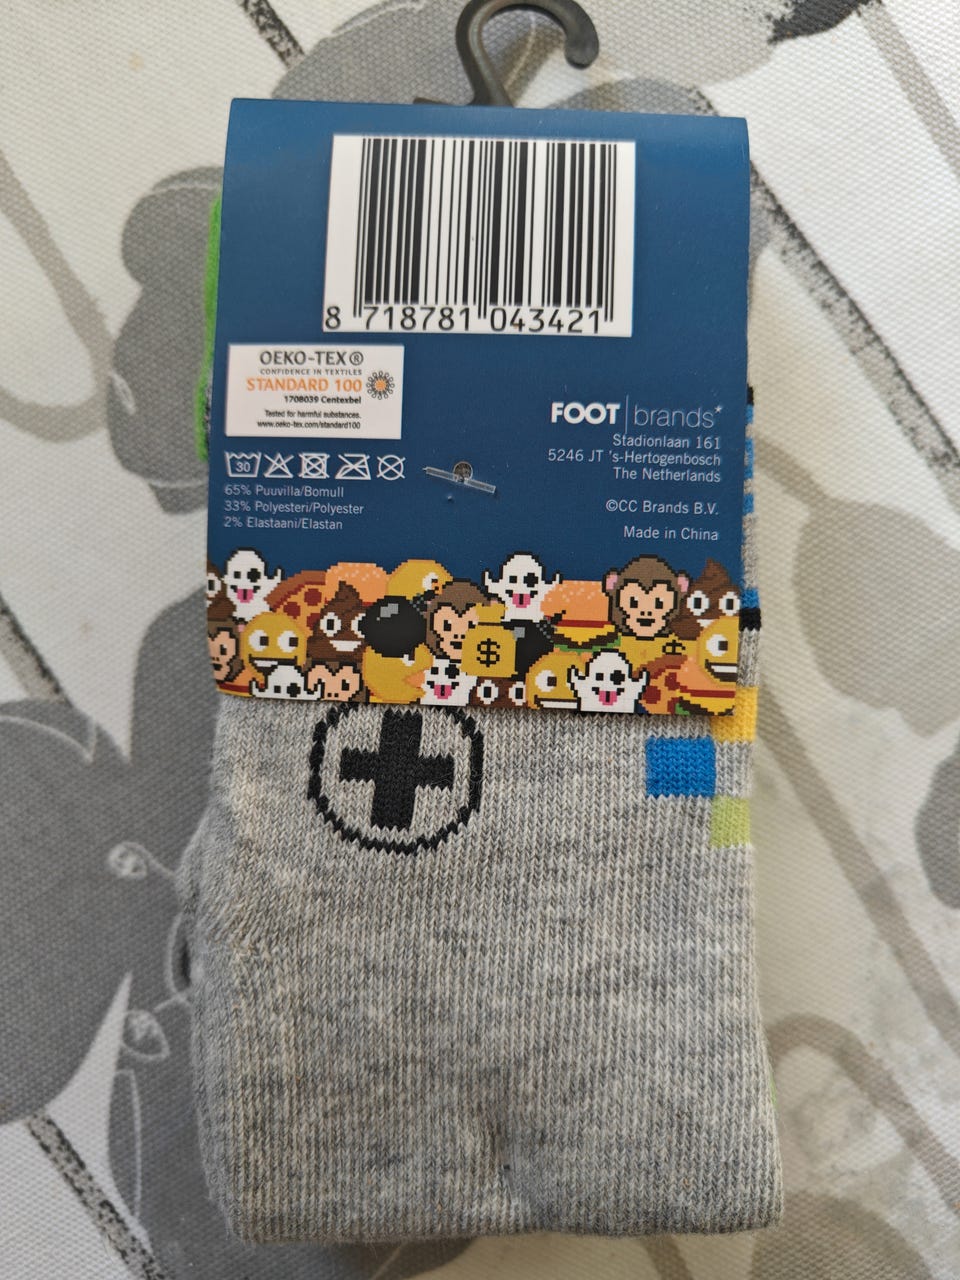 8 718781 043421
OEKO-TEX®
CONFIDENCE IN TEXTILES
STANDARD 100
1708039 Centexbel
Tested for harmful substances.
www.oeko-tex.com/standard100
30
65% Puuvilla/Bomull
33% Polyesteri/Polyester
2% Elastaani/Elastan
FOOT|brands*
Stadionlaan 161
5246 JT 's-Hertogenbosch
The Netherlands
©CC Brands B.V.
Made in China
$
$